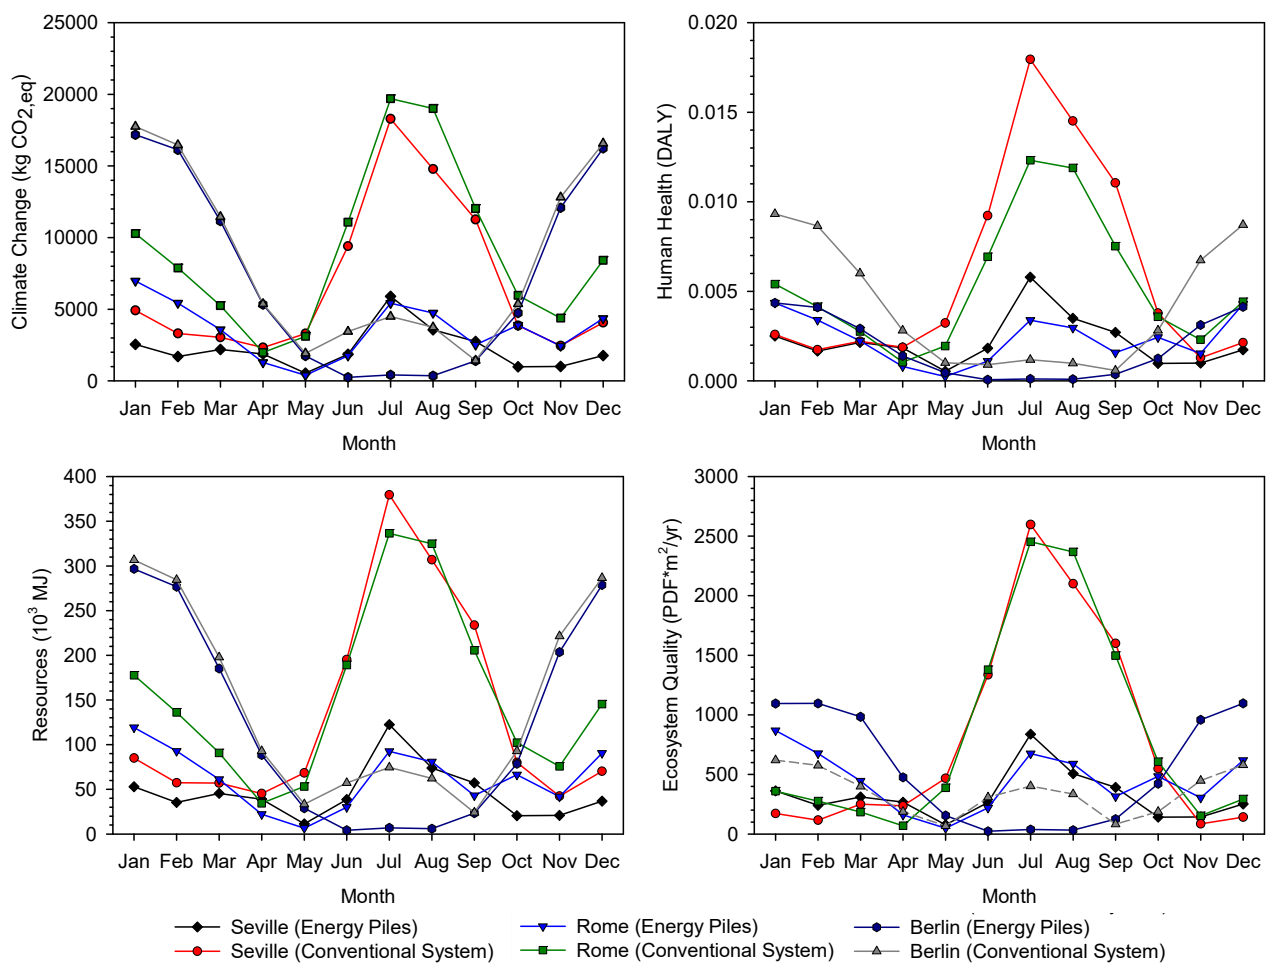 25000
20000
15000
10000
5000
0
Climate Change (kg CO2,eq)
Jan Feb Mar Apr May Jun Jul Aug Sep Oct Nov Dec
Month
0.020
0.015
0.010
0.005
0.000
Human Health (DALY)
Jan Feb Mar Apr May Jun Jul Aug Sep Oct Nov Dec
Month
400
350
300
250
200
150
100
50
0
Resources (10³ MJ)
Jan Feb Mar Apr May Jun Jul Aug Sep Oct Nov Dec
Month
3000
2500
2000
1500
1000
500
0
Ecosystem Quality (PDF*m²/yr)
Jan Feb Mar Apr May Jun Jul Aug Sep Oct Nov Dec
Month
Seville (Energy Piles)
Seville (Conventional System)
Rome (Energy Piles)
Rome (Conventional System)
Berlin (Energy Piles)
Berlin (Conventional System)